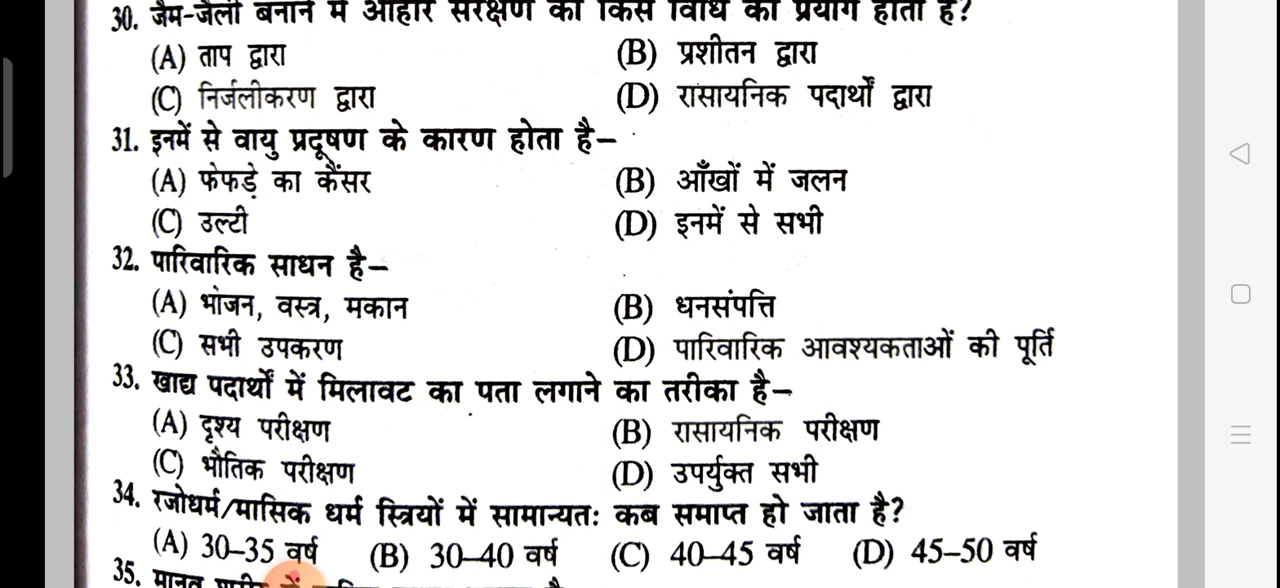 30. जैम-जेली बनाने में आहार संरक्षण की किस विधि का प्रयोग होता है?
(A) ताप द्वारा (B) प्रशीतन द्वारा
(C) निर्जलीकरण द्वारा (D) रासायनिक पदार्थों द्वारा
31. इनमें से वायु प्रदूषण के कारण होता है–
(A) फेफड़े का कैंसर (B) आँखों में जलन
(C) उल्टी (D) इनमें से सभी
32. पारिवारिक साधन है–
(A) भोजन, वस्त्र, मकान (B) धनसंपत्ति
(C) सभी उपकरण (D) पारिवारिक आवश्यकताओं की पूर्ति
33. खाद्य पदार्थों में मिलावट का पता लगाने का तरीका है–
(A) दृश्य परीक्षण (B) रासायनिक परीक्षण
(C) भौतिक परीक्षण (D) उपर्युक्त सभी
34. रजोधर्म/मासिक धर्म स्त्रियों में सामान्यतः कब समाप्त हो जाता है?
(A) 30–35 वर्ष (B) 30–40 वर्ष (C) 40–45 वर्ष (D) 45–50 वर्ष
35. मानव